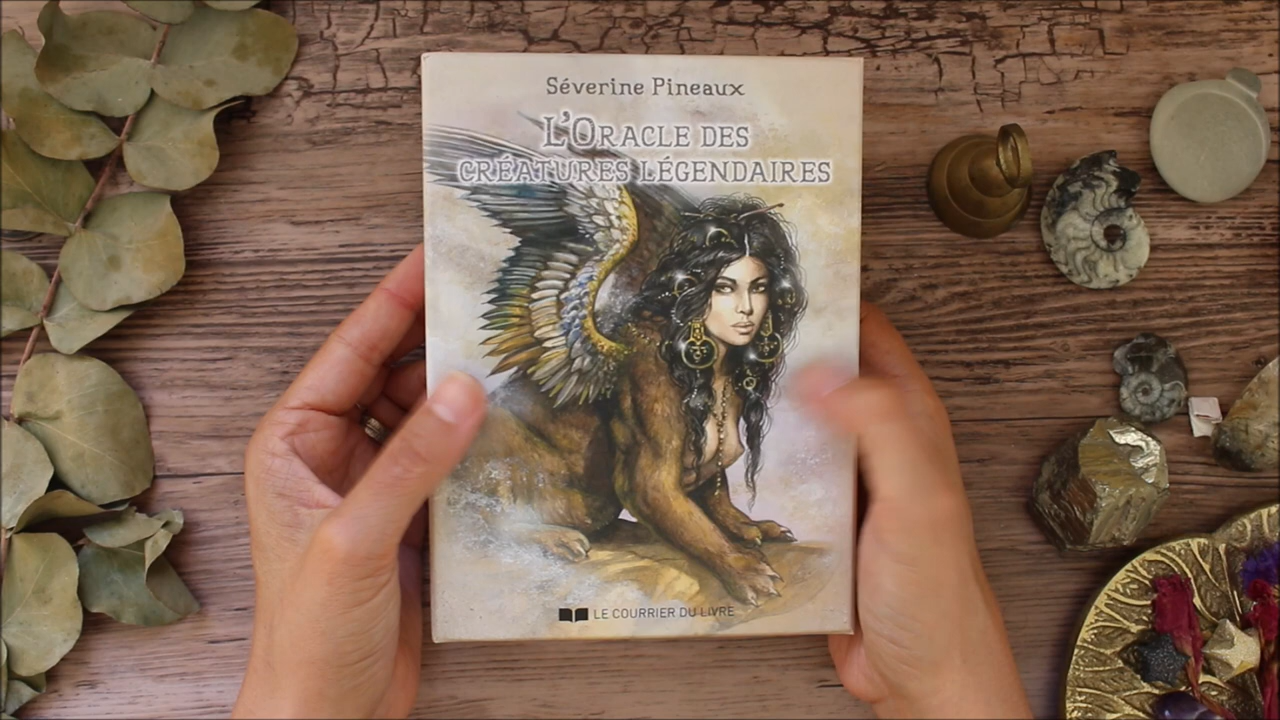 Séverine Pineaux
L'Oracle des
créatures légendaires
LE COURRIER DU LIVRE